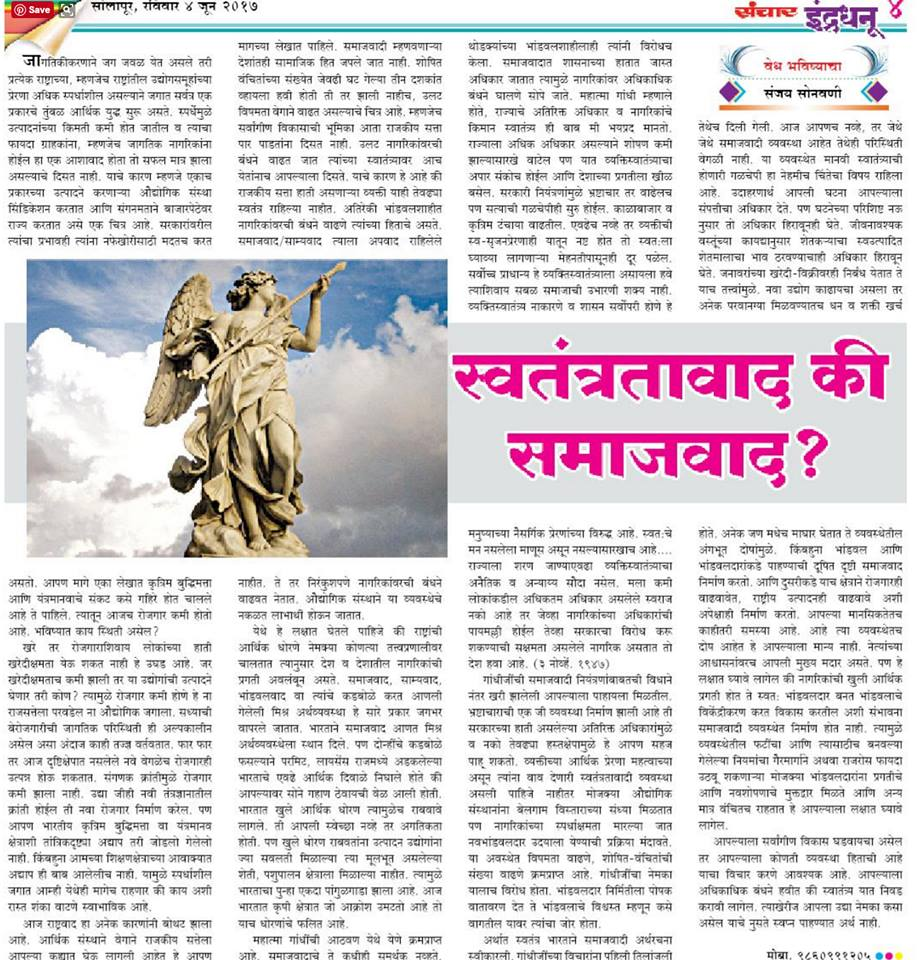 Save
सोलापूर, रविवार ४ जून २०१७
संचार इंद्रधनू ४
वेध भविष्याचा
संजय सोनवणी
स्वतंत्रतावाद की
समाजवाद?
जागतिकीकरणाने जग जवळ येत असले तरी
प्रत्येक राष्ट्राच्या, म्हणजेच राष्ट्रांतील उद्योगसमूहांच्या
प्रेरणा अधिक स्पर्धाशील असल्याने जगात सर्वत्र एक
प्रकारचे तुंबळ आर्थिक युद्ध सुरू असते. स्पर्धेमुळे
उत्पादनांच्या किमती कमी होत जातील व त्याचा
फायदा ग्राहकांना, म्हणजेच जागतिक नागरिकांना
होईल हा एक आशावाद होता तो सफल मात्र झाला
असल्याचे दिसत नाही. याचे कारण म्हणजे एकाच
प्रकारच्या उत्पादने करणाऱ्या औद्योगिक संस्था
सिंडिकेशन करतात आणि संगनमताने बाजारपेठेवर
राज्य करतात असे एक चित्र आहे. सरकारांवरील
त्यांचा प्रभावही त्यांना नफेखोरीसाठी मदतच करत
असतो. आपण मागे एका लेखात कृत्रिम बुद्धिमत्ता
आणि यंत्रमानवाचे संकट कसे गहिरे होत चालले
आहे ते पाहिले. त्यातून आजच रोजगार कमी होतो
आहे. भविष्यात काय स्थिती असेल?
खरे तर रोजगाराशिवाय लोकांच्या हाती
खरेदीक्षमता येऊ शकत नाही हे उघड आहे. जर
खरेदीक्षमताच कमी झाली तर या उद्योगांची उत्पादने
घेणार तरी कोण? त्यामुळे रोजगार कमी होणे हे ना
राजसत्तेला परवडेल ना औद्योगिक जगाला. सध्याची
बेरोजगारीची जागतिक परिस्थिती ही अल्पकालीन
असेल असा अंदाज काही तज्ज्ञ वर्तवतात. फार फार
तर आज दृष्टिक्षेपात नसलेले नवे वेगळेच रोजगारही
उत्पन्न होऊ शकतात. संगणक क्रांतीमुळे रोजगार
कमी झाला नाही. उद्या जीही नवी तंत्रज्ञानातील
क्रांती होईल ती नवा रोजगार निर्माण करेल. पण
आपण भारतीय कृत्रिम बुद्धिमत्ता वा यंत्रमानव
क्षेत्राशी तांत्रिकदृष्ट्या अद्याप तरी जोडलो गेलेलो
नाही. किंबहुना आमच्या शिक्षणक्षेत्राच्या आवाक्यात
अद्याप ही बाब आलेलीच नाही. यामुळे स्पर्धाशील
जगात आम्ही येथेही मागेच राहणार की काय अशी
रास्त शंका वाटणे स्वाभाविक आहे.
आज राष्ट्रवाद हा अनेक कारणांनी बोथट झाला
आहे. आर्थिक संस्थाने वेगाने राजकीय सत्तेला
आपल्या कह्यात घेऊ लागली आहेत हे आपण
मागच्या लेखात पाहिले. समाजवादी म्हणवणाऱ्या
देशांतही सामाजिक हित जपले जात नाही. शोषित
वंचितांच्या संख्येत जेवढी घट गेल्या तीन दशकांत
व्हायला हवी होती ती तर झाली नाहीच, उलट
विषमता वेगाने वाढत असल्याचे चित्र आहे. म्हणजेच
सर्वांगीण विकासाची भूमिका आता राजकीय सत्ता
पार पाडतांना दिसत नाही. उलट नागरिकांवरची
बंधने वाढत जात त्यांच्या स्वातंत्र्यावर आच
येतांनाच आपल्याला दिसते. याचे कारण हे आहे की
राजकीय सत्ता हाती असणाऱ्या व्यक्ती याही तेवढ्या
स्वतंत्र राहिल्या नाहीत. अतिरेकी भांडवलशाहीत
नागरिकांवरची बंधने वाढणे त्यांच्या हिताचे असते.
समाजवाद/साम्यवाद त्याला अपवाद राहिलेले
नाहीत. ते तर निरंकुशपणे नागरिकांवरची बंधने
वाढवत नेतात. औद्योगिक संस्थाने या व्यवस्थेचे
नकळत लाभार्थी होऊन जातात.
येथे हे लक्षात घेतले पाहिजे की राष्ट्रांची
आर्थिक धोरणे नेमक्या कोणत्या तत्त्वप्रणालीवर
चालतात त्यानुसार देश व देशातील नागरिकांची
प्रगती अवलंबून असते. समाजवाद, साम्यवाद,
भांडवलवाद वा त्यांचे कडबोळे करत आणली
गेलेली मिश्र अर्थव्यवस्था हे सारे प्रकार जगभर
वापरले जातात. भारताने समाजवाद आणत मिश्र
अर्थव्यवस्थेला स्थान दिले. पण दोन्हींचे कडबोळे
फसल्याने परमिट, लायसेंस राजमध्ये अडकलेल्या
भारताचे एवढे आर्थिक दिवाळे निघाले होते की
आपल्यावर सोने गहाण ठेवायची वेळ आली होती.
भारतात खुले आर्थिक धोरण त्यामुळेच राबवावे
लागले. ती आपली स्वेच्छा नव्हे तर अगतिकता
होती. पण खुले धोरण राबवतांना उत्पादन उद्योगांना
ज्या सवलती मिळाल्या त्या मूलभूत असलेल्या
शेती, पशुपालन क्षेत्राला मिळाल्या नाहीत. त्यामुळे
भारताचा पुन्हा एकदा पांगुळगाडा झाला आहे. आज
भारतात कृषी क्षेत्रात जो आक्रोश उमटतो आहे तो
याच धोरणांचे फलित आहे.
महात्मा गांधींची आठवण येथे येणे क्रमप्राप्त
आहे. समाजवादाचे ते कधीही समर्थक नव्हते.
थोडक्यांच्या भांडवलशाहीलाही त्यांनी विरोधच
केला. समाजवादात शासनाच्या हातात जास्त
अधिकार जातात त्यामुळे नागरिकांवर अधिकाधिक
बंधने घालणे सोपे जाते. महात्मा गांधी म्हणाले
होते, राज्याचे अतिरिक्त अधिकार व नागरिकांचे
किमान स्वातंत्र्य ही बाब मी भयप्रद मानतो.
राज्याला अधिक अधिकार असल्याने शोषण कमी
झाल्यासारखे वाटेल पण यात व्यक्तिस्वातंत्र्याचा
अपार संकोच होईल आणि देशाच्या प्रगतीला खीळ
बसेल. सरकारी नियंत्रणांमुळे भ्रष्टाचार तर वाढेलच
पण सत्याची गळचेपीही सुरु होईल. काळाबाजार व
कृत्रिम टंचाया वाढतील. एवढेच नव्हे तर व्यक्तीची
स्व-सृजनप्रेरणाही यातून नष्ट होत तो स्वत:ला
घ्याव्या लागणाऱ्या मेहनतीपासूनही दूर पळेल.
सर्वोच्च प्राधान्य हे व्यक्तिस्वातंत्र्याला असायला हवे
त्याशिवाय सबळ समाजाची उभारणी शक्य नाही.
व्यक्तिस्वातंत्र्य नाकारणे व शासन सर्वोपरी होणे हे
मनुष्याच्या नैसर्गिक प्रेरणांच्या विरुद्ध आहे. स्वत:चे
मन नसलेला माणूस असून नसल्यासारखाच आहे....
राज्याला शरण जाण्याएवढा व्यक्तिस्वातंत्र्याचा
अनैतिक व अन्याय्य सौदा नसेल. मला कमी
लोकांकडील अधिकतम अधिकार असलेले स्वराज
नको आहे तर जेव्हा नागरिकांच्या अधिकारांची
पायमल्ली होईल तेव्हा सरकारचा विरोध करू
शकण्याची सक्षमता असलेले नागरिक असतात तो
देश हवा आहे. (३ नोव्हें. १९४७)
गांधीजींची समाजवादी नियंत्रणांबाबतची विधाने
नंतर खरी झालेली आपल्याला पाहायला मिळतील.
भ्रष्टाचाराची एक जी व्यवस्था निर्माण झाली आहे ती
सरकारच्या हाती असलेल्या अतिरिक्त अधिकारांमुळे
व नको तेवढ्या हस्तक्षेपामुळे हे आपण सहज
पाहू शकतो. व्यक्तीच्या आर्थिक प्रेरणा महत्वाच्या
असून त्यांना वाव देणारी स्वतंत्रतावादी व्यवस्था
असली पाहिजे नाहीतर मोजक्या औद्योगिक
संस्थानांना बेलगाम विस्ताराच्या संध्या मिळतात
पण नागरिकांच्या स्पर्धाक्षमता मारल्या जात
नवभांडवलदार उदयाला येण्याची प्रक्रिया मंदावते.
या अवस्थेत विषमता वाढणे, शोषित-वंचितांची
संख्या वाढणे क्रमप्राप्त आहे. गांधीजींचा नेमका
यालाच विरोध होता. भांडवलदार निर्मितीला पोषक
वातावरण देत ते भांडवलाचे विश्वस्त म्हणून कसे
वागतील यावर त्यांचा जोर होता.
अर्थात स्वतंत्र भारताने समाजवादी अर्थरचना
स्वीकारली. गांधीजींच्या विचारांना पहिली तिलांजली
तेथेच दिली गेली. आज आपणच नव्हे, तर जेथे
जेथे समाजवादी व्यवस्था आहेत तेथेही परिस्थिती
वेगळी नाही. या व्यवस्थेत मानवी स्वातंत्र्याची
होणारी गळचेपी हा नेहमीच चिंतेचा विषय राहिला
आहे. उदाहरणार्थ आपली घटना आपल्याला
संपत्तीचा अधिकार देते. पण घटनेच्या परिशिष्ट नऊ
नुसार तो अधिकार हिरावूनही घेते. जीवनावश्यक
वस्तूंच्या कायद्यानुसार शेतकऱ्याचा स्वउत्पादित
शेतमालाचा भाव ठरवण्याचाही अधिकार हिरावून
घेते. जनावरांच्या खरेदी-विक्रीवरही निर्बंध येतात ते
याच तत्त्वांमुळे. नवा उद्योग काढायचा असला तर
अनेक परवानग्या मिळवण्यातच धन व शक्ती खर्च
होते. अनेक जण मधेच माघार घेतात ते व्यवस्थेतील
अंगभूत दोषांमुळे. किंबहुना भांडवल आणि
भांडवलदारांकडे पाहण्याची दूषित दृष्टी समाजवाद
निर्माण करतो. आणि दुसरीकडे याच क्षेत्राने रोजगारही
वाढवावेत, राष्ट्रीय उत्पादनही वाढवावे अशी
अपेक्षाही निर्माण करतो. आपल्या मानसिकतेतच
काहीतरी समस्या आहे. आहे त्या व्यवस्थेतच
दोष आहेत हे आपल्याला मान्य नाही. नेत्यांच्या
आश्वासनांवरच आपली मुख्य मदार असते. पण हे
लक्षात घ्यावे लागेल की नागरिकांची खुली आर्थिक
प्रगती होत ते स्वत: भांडवलदार बनत भांडवलाचे
विकेंद्रीकरण करत विकास करतील अशी संभावना
समाजवादी व्यवस्थेत निर्माण होत नाही. त्यामुळे
व्यवस्थेतील फटींचा आणि त्यासाठीच बनवल्या
गेलेल्या नियमांचा गैरमार्गाने अथवा राजरोस फायदा
उठवू शकणाऱ्या मोजक्या भांडवलदारांना प्रगतीचे
आणि नवशोषणाचे मुक्तद्वार मिळते आणि अन्य
मात्र वंचितच राहतात हे आपल्याला लक्षात घ्यावे
लागेल.
आपल्याला सर्वांगीण विकास घडवायचा असेल
तर आपल्याला कोणती व्यवस्था हिताची आहे
याचा विचार करणे आवश्यक आहे. आपल्याला
अधिकाधिक बंधने हवीत की स्वातंत्र्य यात निवड
करावी लागेल. त्याखेरीज आपला उद्या नेमका कसा
असेल याचे नुसते स्वप्न पाहण्यात अर्थ नाही.
मोबा. ९८६०९९१२०५